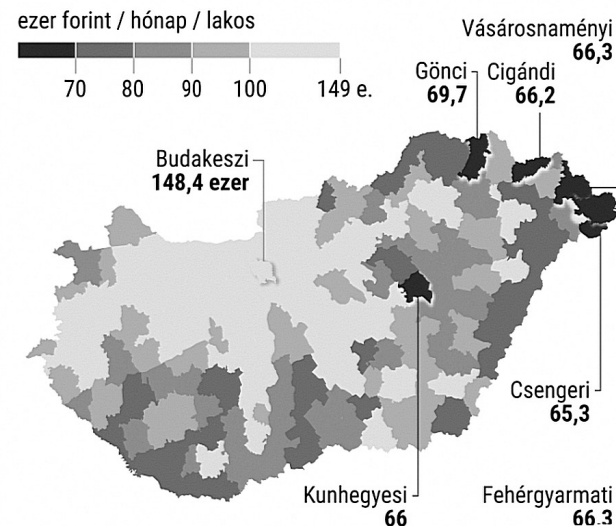 ezer forint / hónap / lakos
70 80 90 100 149 e.
Vásárosnaményi
66,3
Gönci
69,7
Cigándi
66,2
Budakeszi
148,4 ezer
Csengeri
65,3
Kunhegyesi
66
Fehérgyarmati
66,3